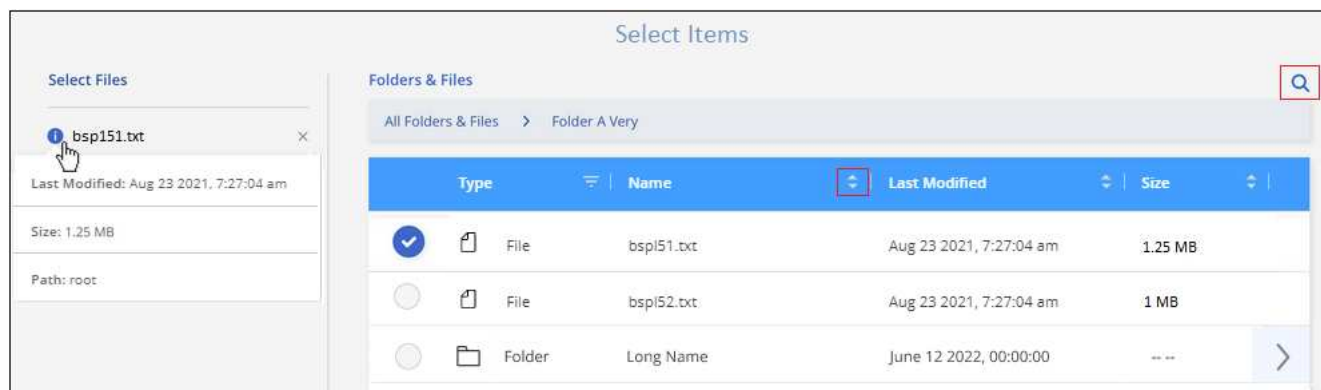 Select Items
Select Files
Folders & Files
bsp151.txt
All Folders & Files > Folder A Very
Last Modified: Aug 23 2021, 7:27:04 am
Size: 1.25 MB
Path: root
Type Name Last Modified Size
File bspl51.txt Aug 23 2021, 7:27:04 am 1.25 MB
File bspl52.txt Aug 23 2021, 7:27:04 am 1 MB
Folder Long Name June 12 2022, 00:00:00 -- --